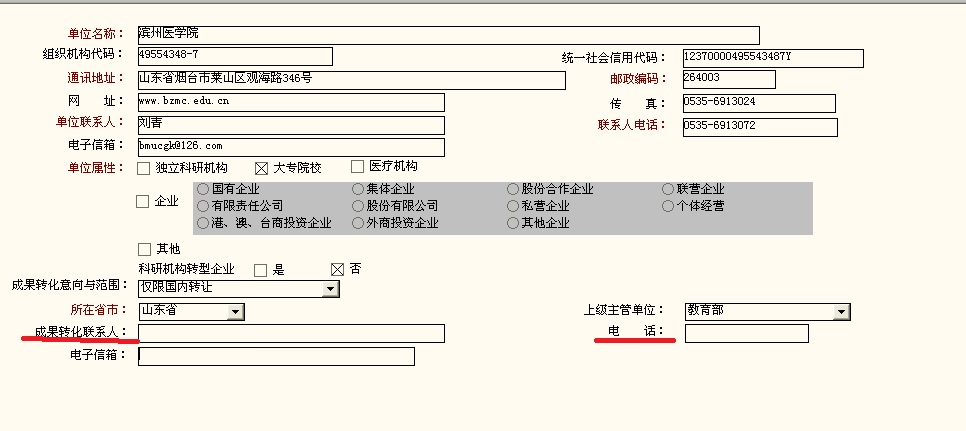 单位名称： 滨州医学院
组织机构代码： 49554348-7 统一社会信用代码： 12370000495543487Y
通讯地址： 山东省烟台市莱山区观海路346号 邮政编码： 264003
网 址： www.bzmc.edu.cn 传 真： 0535-6913024
单位联系人： 刘青 联系人电话： 0535-6913072
电子信箱： bmucgk@126.com
单位属性： 独立科研机构 大专院校 医疗机构
企业 国有企业 集体企业 股份合作企业 联营企业
有限责任公司 股份有限公司 私营企业 个体经营
港、澳、台商投资企业 外商投资企业 其他企业
其他
科研机构转型企业 是 否
成果转化意向与范围： 仅限国内转让
所在省市： 山东省 上级主管单位： 教育部
成果转化联系人： 电 话：
电子信箱：